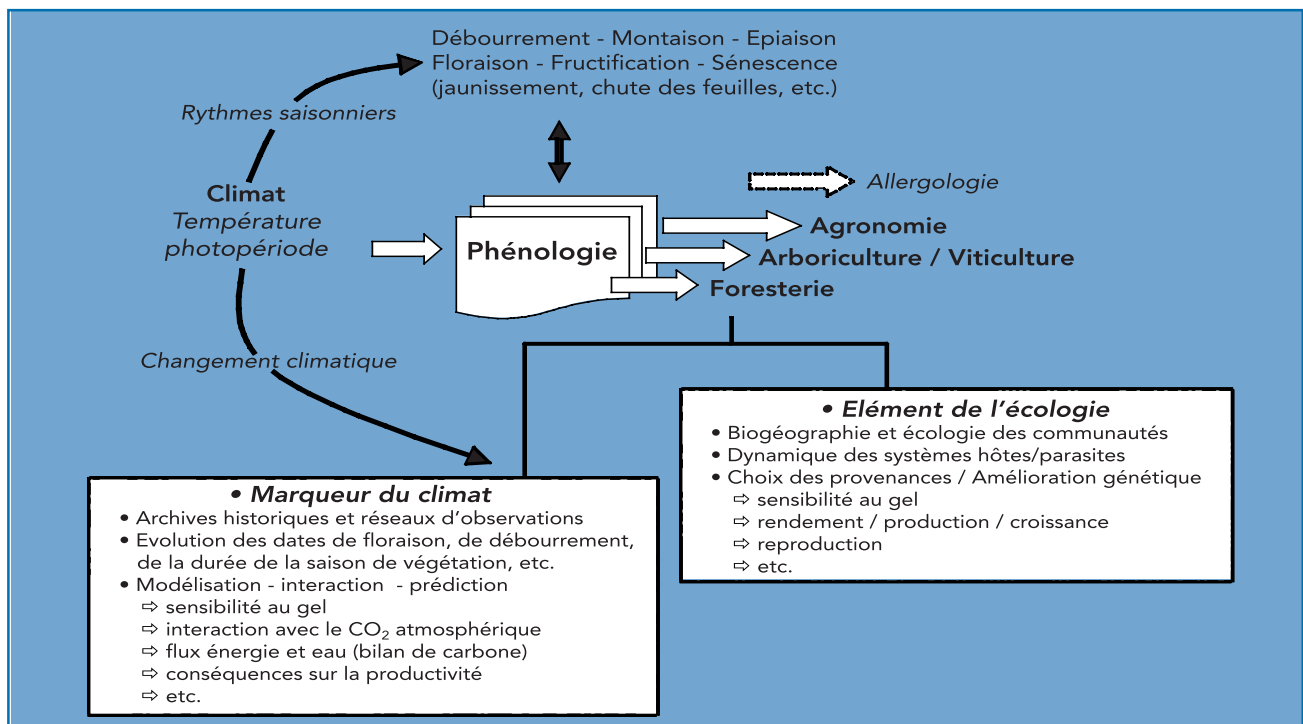 Débourrement - Montaison - Epiaison
Floraison - Fructification - Sénescence
(jaunissement, chute des feuilles, etc.)
Rythmes saisonniers
Climat
Température
photopériode
Phénologie
Allergologie
Agronomie
Arboriculture / Viticulture
Foresterie
Changement climatique
• Elément de l’écologie
• Biogéographie et écologie des communautés
• Dynamique des systèmes hôtes/parasites
• Choix des provenances / Amélioration génétique
⇨ sensibilité au gel
⇨ rendement / production / croissance
⇨ reproduction
⇨ etc.
• Marqueur du climat
• Archives historiques et réseaux d’observations
• Evolution des dates de floraison, de débourrement,
de la durée de la saison de végétation, etc.
• Modélisation - interaction - prédiction
⇨ sensibilité au gel
⇨ interaction avec le CO₂ atmosphérique
⇨ flux énergie et eau (bilan de carbone)
⇨ conséquences sur la productivité
⇨ etc.